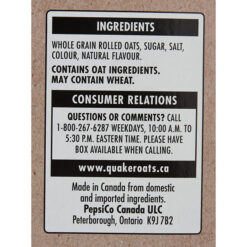 INGREDIENTS
WHOLE GRAIN ROLLED OATS, SUGAR, SALT,
COLOUR, NATURAL FLAVOUR.
CONTAINS OAT INGREDIENTS.
MAY CONTAIN WHEAT.
CONSUMER RELATIONS
QUESTIONS OR COMMENTS? CALL
1-800-267-6287 WEEKDAYS, 10:00 A.M. TO
5:30 P.M. EASTERN TIME. PLEASE HAVE
BOX AVAILABLE WHEN CALLING.
www.quakeroats.ca
Made in Canada from domestic
and imported ingredients.
PepsiCo Canada ULC
Peterborough, Ontario K9J 7B2